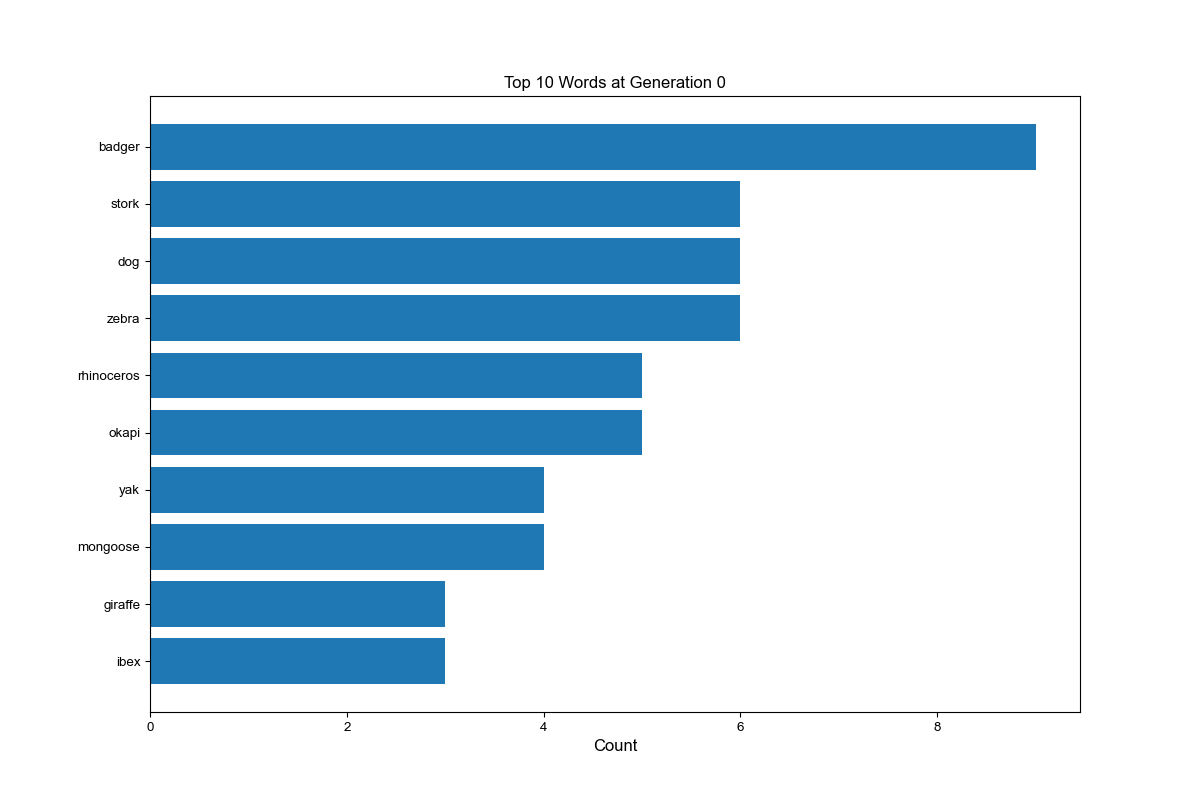 Top 10 Words at Generation 0
badger
stork
dog
zebra
rhinoceros
okapi
yak
mongoose
giraffe
ibex
0 2 4 6 8
Count